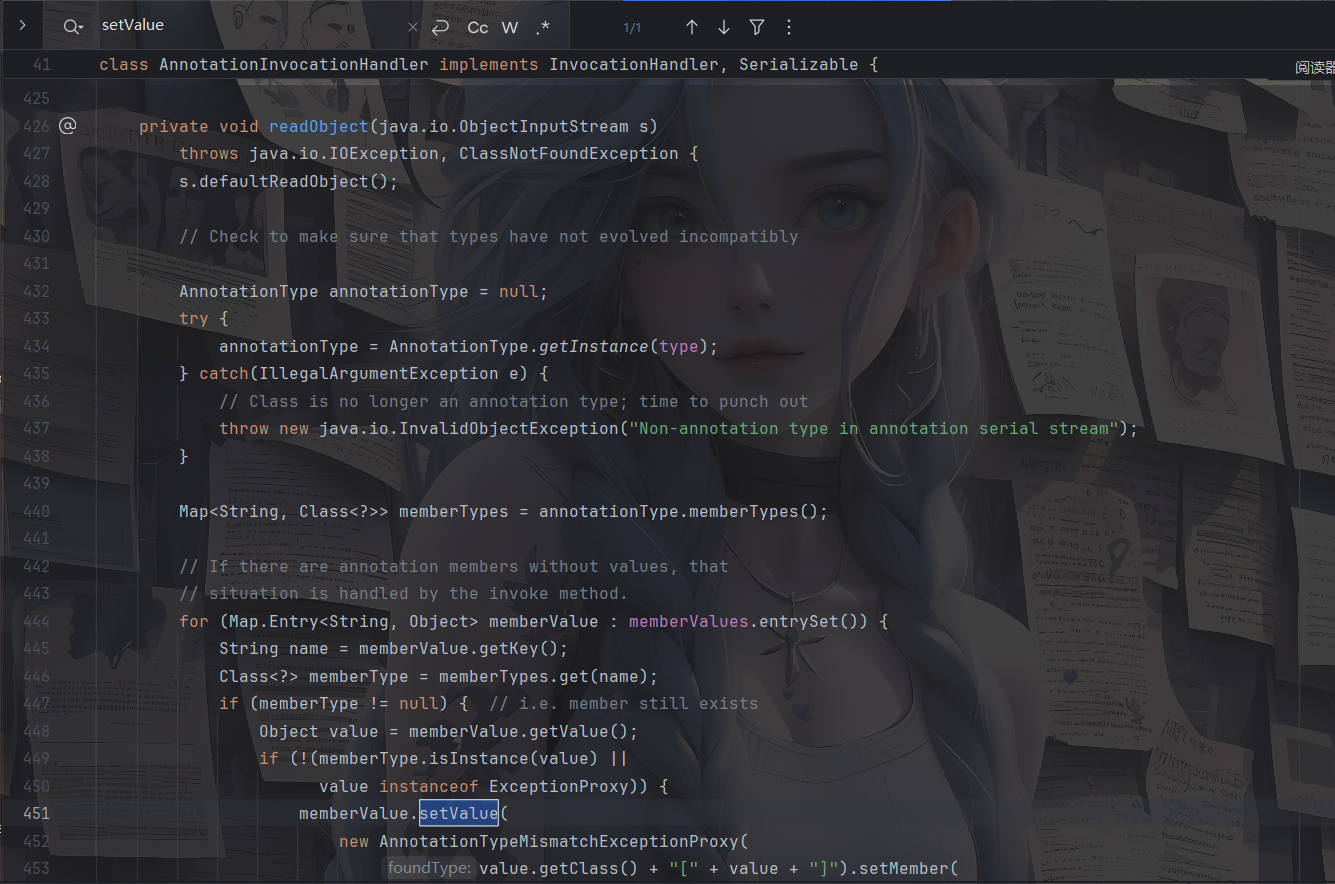 setValue
Cc W .* 1/1
41 class AnnotationInvocationHandler implements InvocationHandler, Serializable {
阅读器
425
426 @ private void readObject(java.io.ObjectInputStream s)
427 throws java.io.IOException, ClassNotFoundException {
428 s.defaultReadObject();
429
430 // Check to make sure that types have not evolved incompatibly
431
432 AnnotationType annotationType = null;
433 try {
434 annotationType = AnnotationType.getInstance(type);
435 } catch(IllegalArgumentException e) {
436 // Class is no longer an annotation type; time to punch out
437 throw new java.io.InvalidObjectException("Non-annotation type in annotation serial stream");
438 }
439
440 Map<String, Class<?>> memberTypes = annotationType.memberTypes();
441
442 // If there are annotation members without values, that
443 // situation is handled by the invoke method.
444 for (Map.Entry<String, Object> memberValue : memberValues.entrySet()) {
445 String name = memberValue.getKey();
446 Class<?> memberType = memberTypes.get(name);
447 if (memberType != null) { // i.e. member still exists
448 Object value = memberValue.getValue();
449 if (!(memberType.isInstance(value) ||
450 value instanceof ExceptionProxy)) {
451 memberValue.setValue(
452 new AnnotationTypeMismatchExceptionProxy(
453 foundType: value.getClass() + "[" + value + "]").setMember(